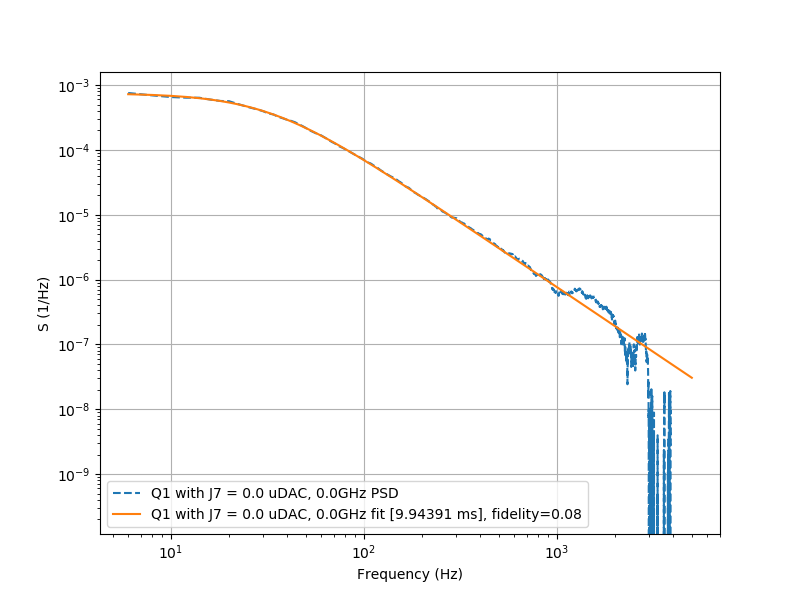 10⁻³
10⁻⁴
10⁻⁵
10⁻⁶
10⁻⁷
10⁻⁸
10⁻⁹
S (1/Hz)
Q1 with J7 = 0.0 uDAC, 0.0GHz PSD
Q1 with J7 = 0.0 uDAC, 0.0GHz fit [9.94391 ms], fidelity=0.08
10¹ 10² 10³
Frequency (Hz)